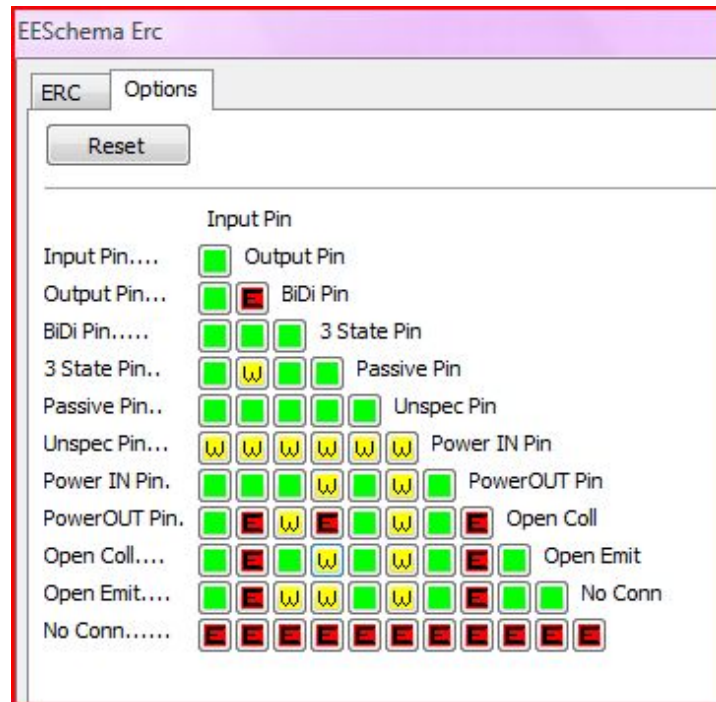 EESchema Erc
ERC Options
Reset
Input Pin
Input Pin.... Output Pin
Output Pin... E BiDi Pin
BiDi Pin..... 3 State Pin
3 State Pin.. W Passive Pin
Passive Pin.. Unspec Pin
Unspec Pin... W W W W W W Power IN Pin
Power IN Pin. W W PowerOUT Pin
PowerOUT Pin. E W E W E Open Coll
Open Coll.... E W W E Open Emit
Open Emit.... E W W W E No Conn
No Conn...... E E E E E E E E E E E